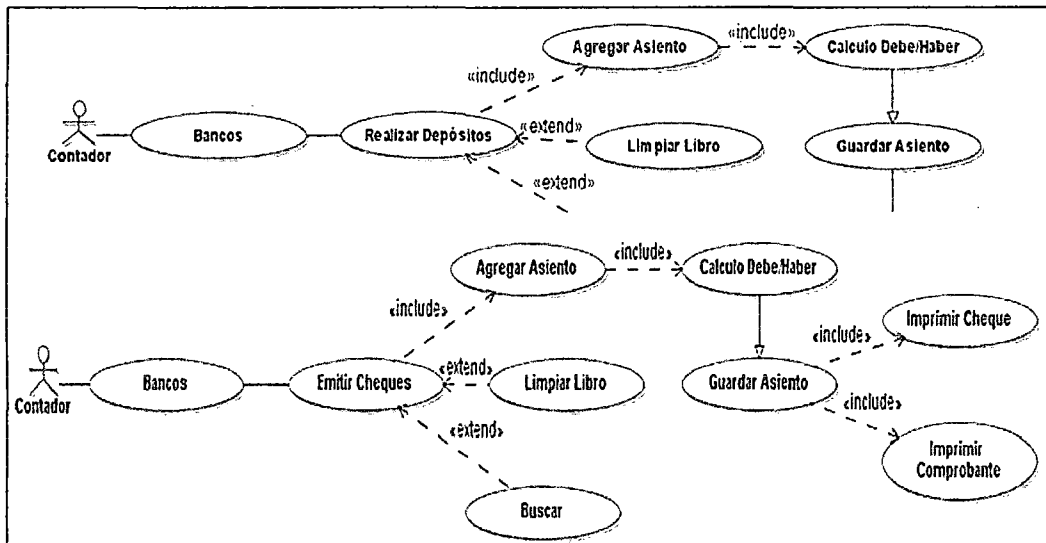 Agregar Asiento
«include»
Calculo Debe/Haber
«include»
Contador
Bancos
Realizar Depósitos
«extend»
Limpiar Libro
Guardar Asiento
«extend»
Agregar Asiento
«include»
Calculo Debe/Haber
«include»
Imprimir Cheque
«include»
Contador
Bancos
Emitir Cheques
«extend»
Limpiar Libro
Guardar Asiento
«include»
«extend»
Imprimir
Comprobante
Buscar